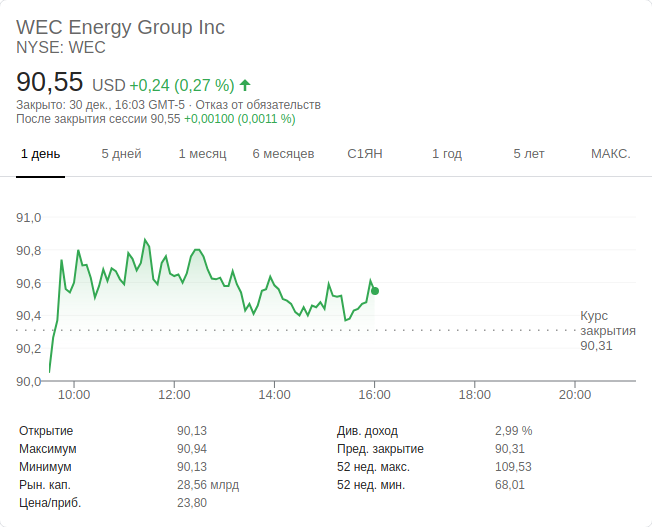 WEC Energy Group Inc
NYSE: WEC
90,55 USD +0,24 (0,27 %)
Закрыто: 30 дек., 16:03 GMT-5 · Отказ от обязательств
После закрытия сессии 90,55 +0,00100 (0,0011 %)
1 день 5 дней 1 месяц 6 месяцев С1ЯН 1 год 5 лет МАКС.
91,0
90,8
90,6
90,4
Курс
закрытия
90,31
90,2
90,0
10:00 12:00 14:00 16:00 18:00 20:00
Открытие 90,13 Див. доход 2,99 %
Максимум 90,94 Пред. закрытие 90,31
Минимум 90,13 52 нед. макс. 109,53
Рын. кап. 28,56 млрд 52 нед. мин. 68,01
Цена/приб. 23,80